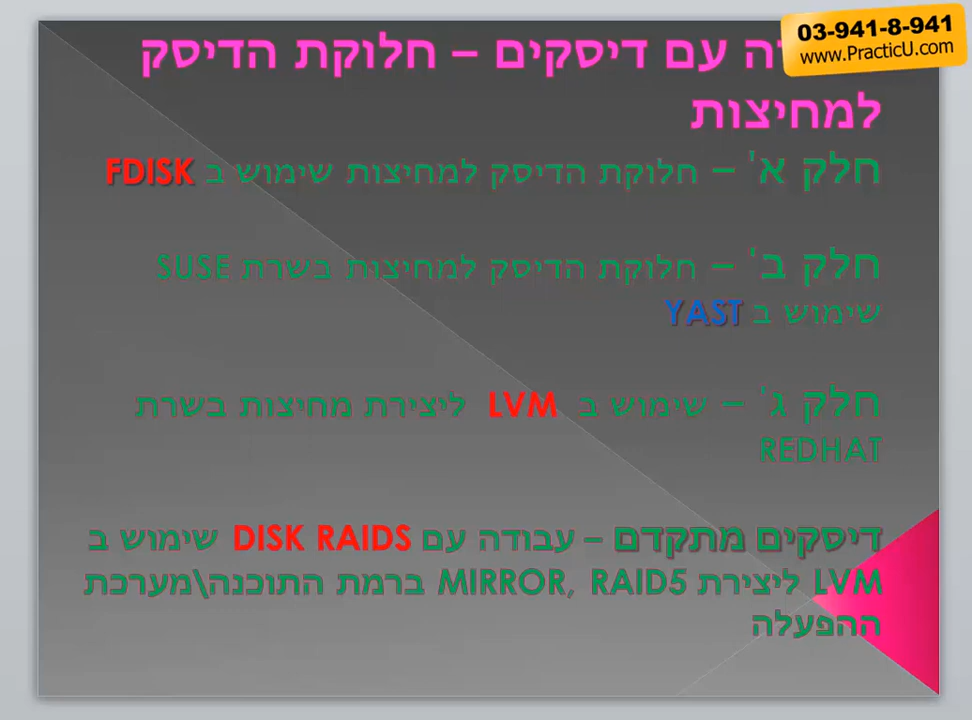 03-941-8-941
www.PracticU.com
עם דיסקים – חלוקת הדיסק
למחיצות
חלק א' – חלוקת הדיסק למחיצות שימוש ב FDISK
חלק ב' – חלוקת הדיסק למחיצות בשרת SUSE
שימוש ב YAST
חלק ג' – שימוש ב LVM ליצירת מחיצות בשרת
REDHAT
דיסקים מתקדם – עבודה עם DISK RAIDS שימוש ב
LVM ליצירת MIRROR, RAID5 ברמת התוכנה\מערכת
ההפעלה